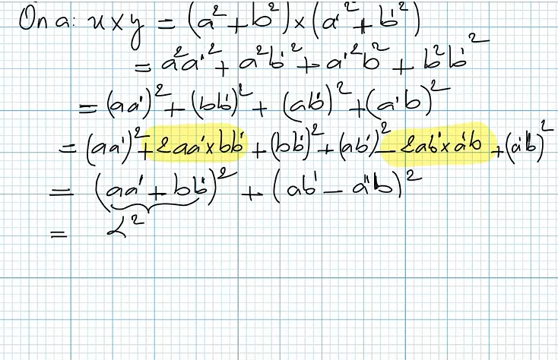 On a: x×y = (a²+b²)×(a'²+b'²)
= a²a'² + a²b'² + a'²b² + b²b'²
= (aa')² + (bb')² + (ab')² + (a'b)²
= (aa')² + 2aa'×bb' + (bb')² + (ab')² - 2ab'×a'b + (a'b)²
= (aa' + bb')² + (ab' - a'b)²
= α²